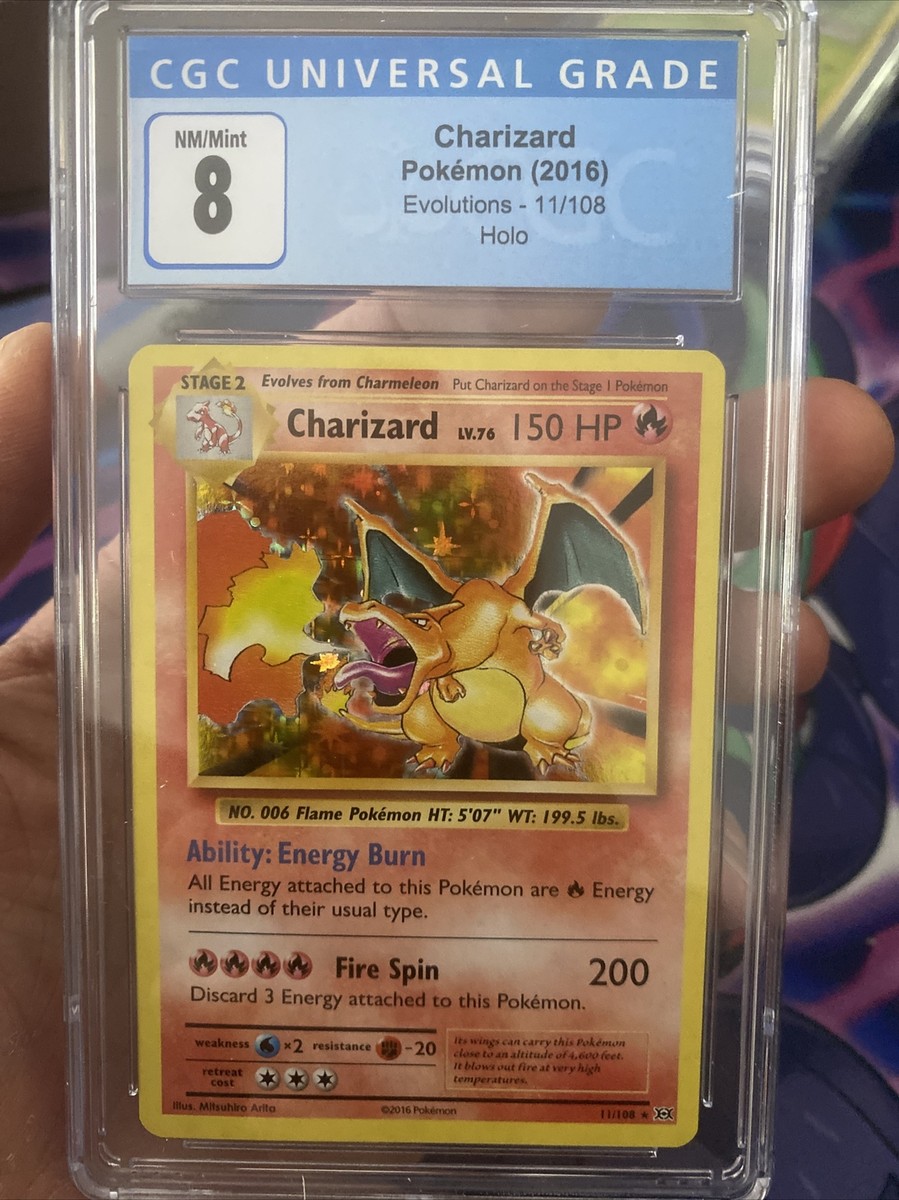 CGC UNIVERSAL GRADE
NM/Mint
8
Charizard
Pokémon (2016)
Evolutions - 11/108
Holo
STAGE 2 Evolves from Charmeleon Put Charizard on the Stage 1 Pokémon
Charizard LV.76 150 HP
NO. 006 Flame Pokémon HT: 5'07" WT: 199.5 lbs.
Ability: Energy Burn
All Energy attached to this Pokémon are Energy
instead of their usual type.
Fire Spin 200
Discard 3 Energy attached to this Pokémon.
weakness ×2 resistance -20
retreat
cost
Its wings can carry this Pokémon
close to an altitude of 4,600 feet.
It blows out fire at very high
temperatures.
Illus. Mitsuhiro Arita ©2016 Pokémon 11/108 ★